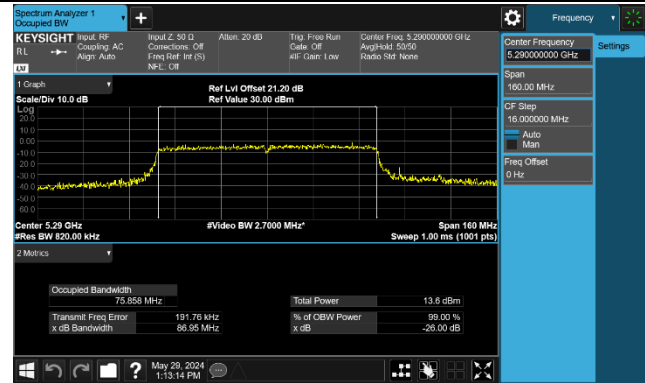 Spectrum Analyzer 1
Occupied BW
Frequency
KEYSIGHT
RL
LXI
Input: RF
Coupling: AC
Align: Auto
Input Z: 50 Ω
Corrections: Off
Freq Ref: Int (S)
NFE: Off
Atten: 20 dB
Trig: Free Run
Gate: Off
#IF Gain: Low
Center Freq: 5.290000000 GHz
Avg|Hold: 50/50
Radio Std: None
Center Frequency
5.290000000 GHz
Settings
Span
160.00 MHz
CF Step
16.000000 MHz
Auto
Man
Freq Offset
0 Hz
1 Graph
Scale/Div 10.0 dB
Ref Lvl Offset 21.20 dB
Ref Value 30.00 dBm
Log
20.0
10.0
0.00
-10.0
-20.0
-30.0
-40.0
-50.0
-60.0
Center 5.29 GHz
#Res BW 820.00 kHz
#Video BW 2.7000 MHz*
Span 160 MHz
Sweep 1.00 ms (1001 pts)
2 Metrics
Occupied Bandwidth
75.858 MHz
Total Power 13.6 dBm
Transmit Freq Error 191.76 kHz
% of OBW Power 99.00 %
x dB Bandwidth 86.95 MHz
x dB -26.00 dB
?
May 29, 2024
1:13:14 PM